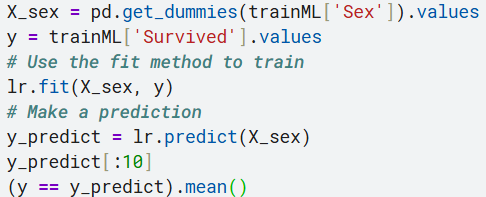 X_sex = pd.get_dummies(trainML['Sex']).values
y = trainML['Survived'].values
# Use the fit method to train
lr.fit(X_sex, y)
# Make a prediction
y_predict = lr.predict(X_sex)
y_predict[:10]
(y == y_predict).mean()